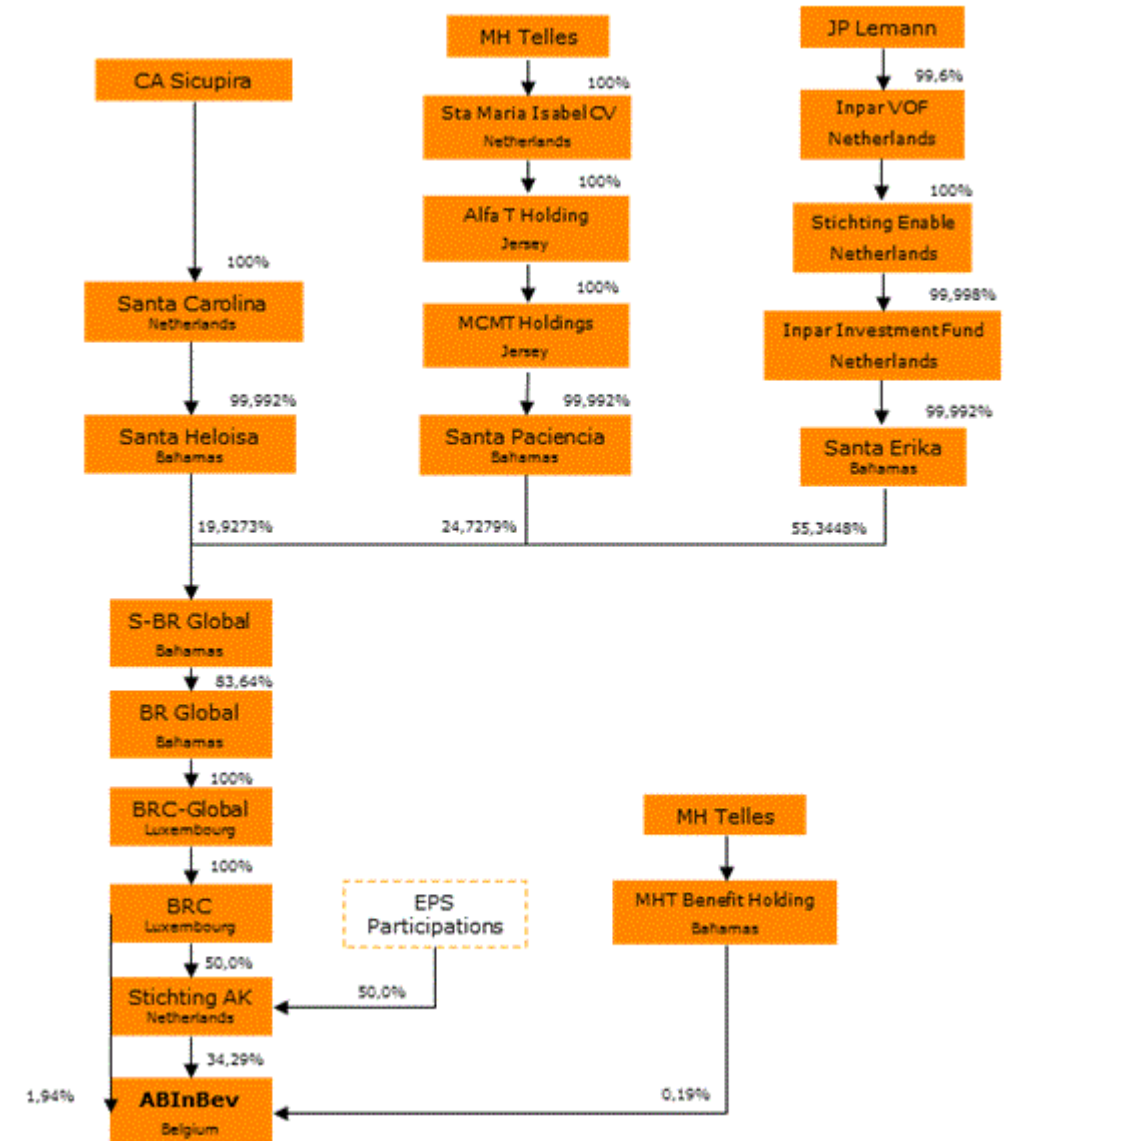 CA Sicupira
100%
Santa Carolina
Netherlands
99,992%
Santa Heloisa
Bahamas
19,9273%
MH Telles
100%
Sta Maria Isabel CV
Netherlands
100%
Alfa T Holding
Jersey
100%
MCMT Holdings
Jersey
99,992%
Santa Paciencia
Bahamas
24,7279%
JP Lemann
99,6%
Inpar VOF
Netherlands
100%
Stichting Enable
Netherlands
99,998%
Inpar Investment Fund
Netherlands
99,992%
Santa Erika
Bahamas
55,3448%
S-BR Global
Bahamas
83,64%
BR Global
Bahamas
100%
BRC-Global
Luxembourg
100%
BRC
Luxembourg
50,0%
EPS
Participations
50,0%
Stichting AK
Netherlands
34,29%
1,94%
ABInBev
Belgium
MH Telles
MHT Benefit Holding
Bahamas
0,19%